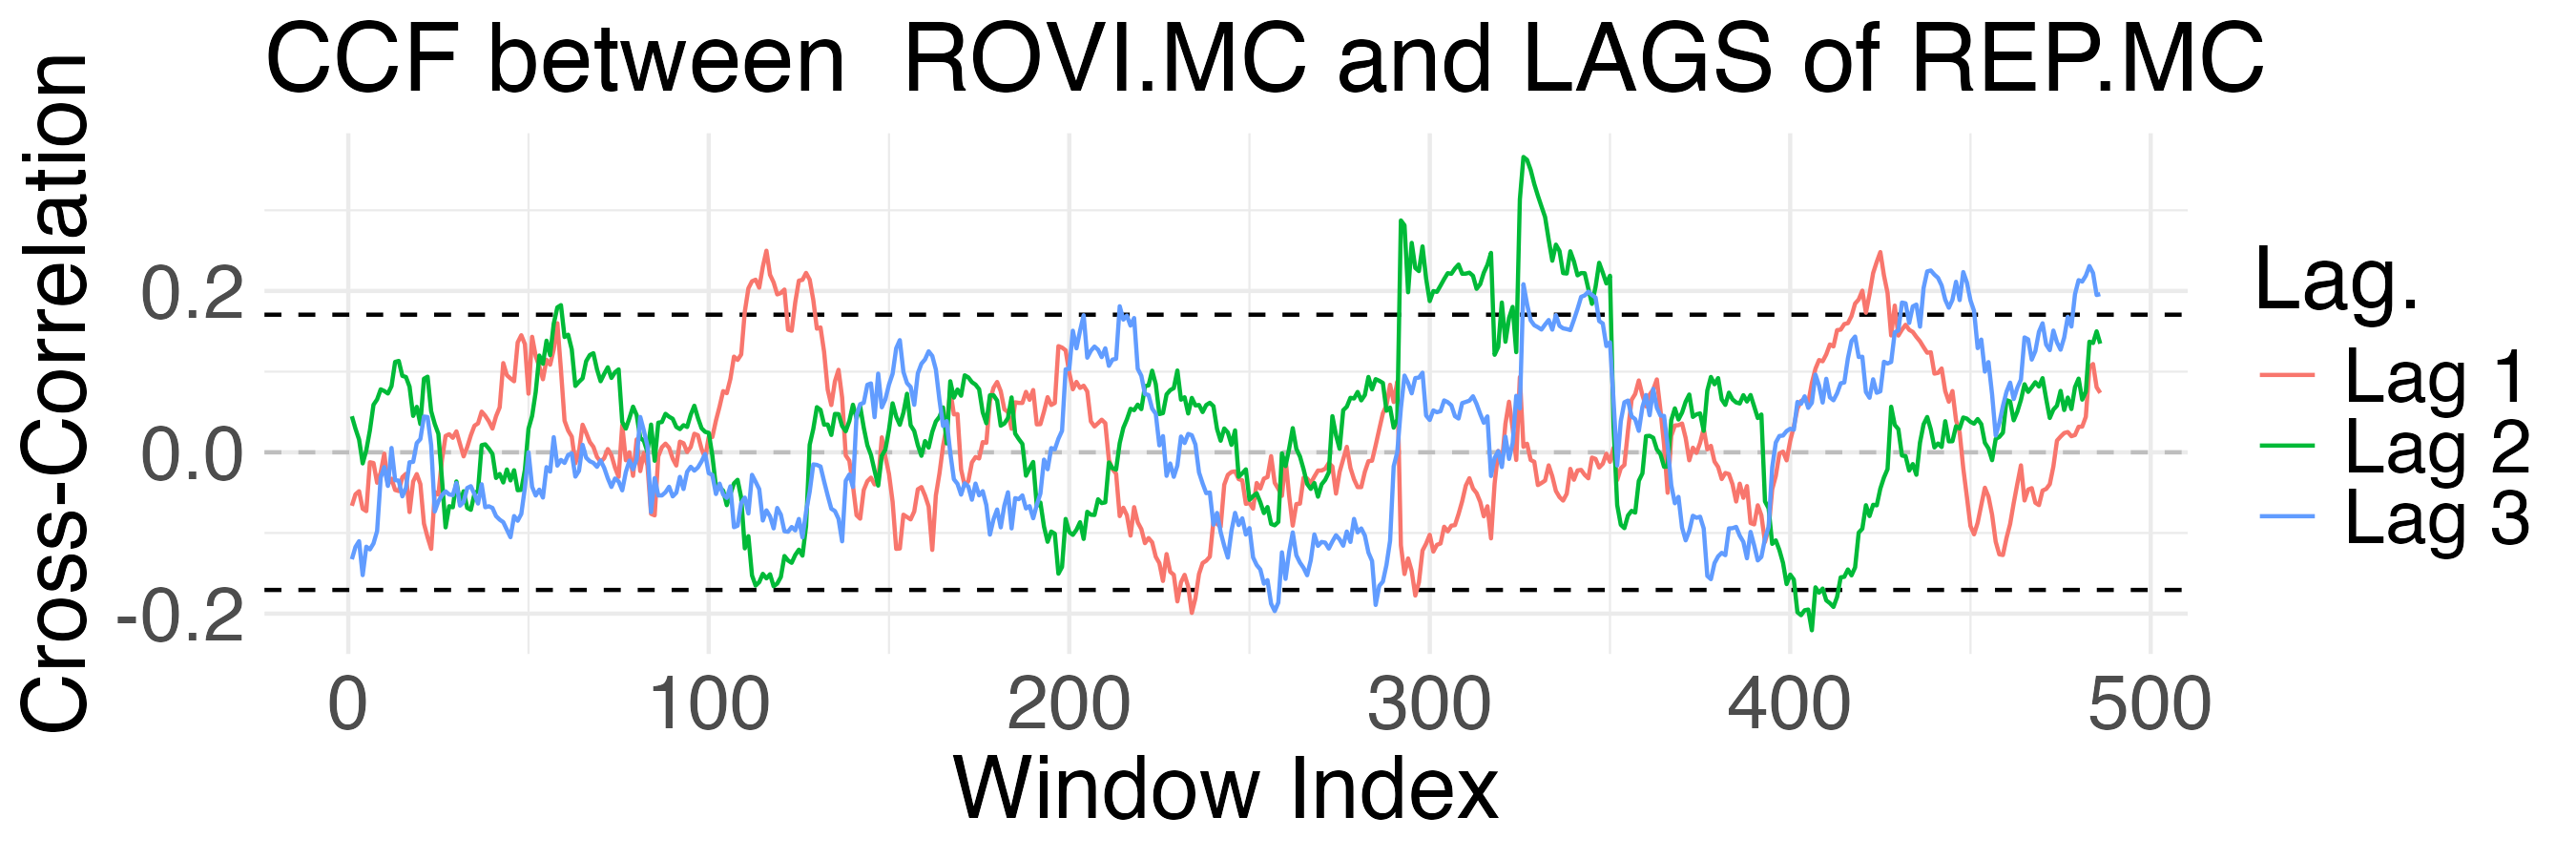 CCF between  ROVI.MC and LAGS of REP.MC
Cross-Correlation
0.2
0.0
-0.2
0
100
200
300
400
500
Window Index
Lag.
Lag 1
Lag 2
Lag 3